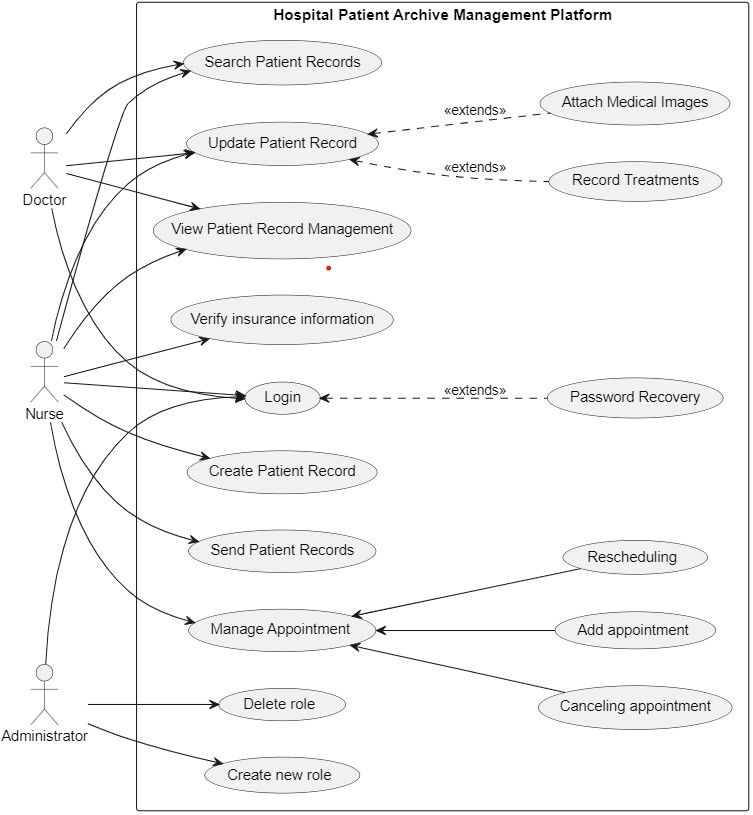 Hospital Patient Archive Management Platform
Search Patient Records
Attach Medical Images
«extends»
Update Patient Record
«extends»
Record Treatments
Doctor
View Patient Record Management
Verify insurance information
«extends»
Login
Password Recovery
Nurse
Create Patient Record
Send Patient Records
Rescheduling
Manage Appointment
Add appointment
Delete role
Canceling appointment
Administrator
Create new role